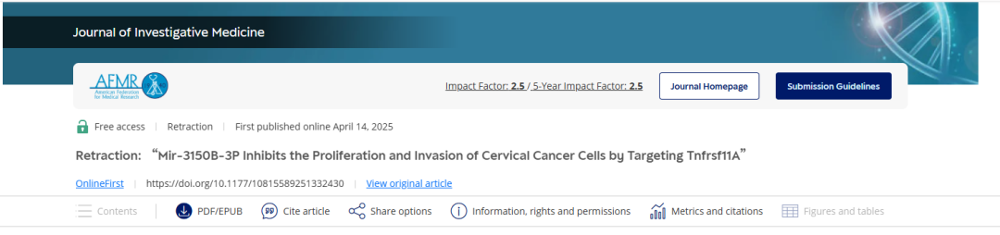 Journal of Investigative Medicine
AFMR
American Federation
for Medical Research
Impact Factor: 2.5 / 5-Year Impact Factor: 2.5
Journal Homepage
Submission Guidelines
Free access | Retraction | First published online April 14, 2025
Retraction: “Mir-3150B-3P Inhibits the Proliferation and Invasion of Cervical Cancer Cells by Targeting Tnfrsf11A”
OnlineFirst | https://doi.org/10.1177/10815589251332430 | View original article
Contents | PDF/EPUB Cite article Share options Information, rights and permissions Metrics and citations Figures and tables